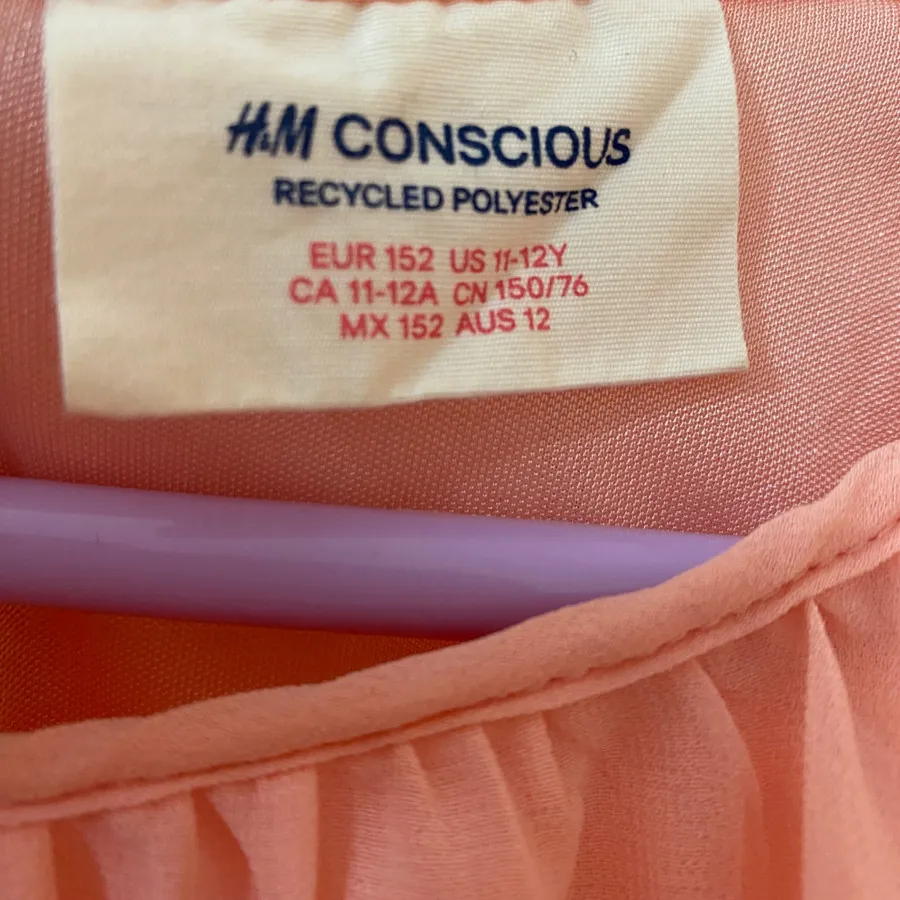 H&M CONSCIOUS
RECYCLED POLYESTER
EUR 152 US 11-12Y
CA 11-12A CN 150/76
MX 152 AUS 12